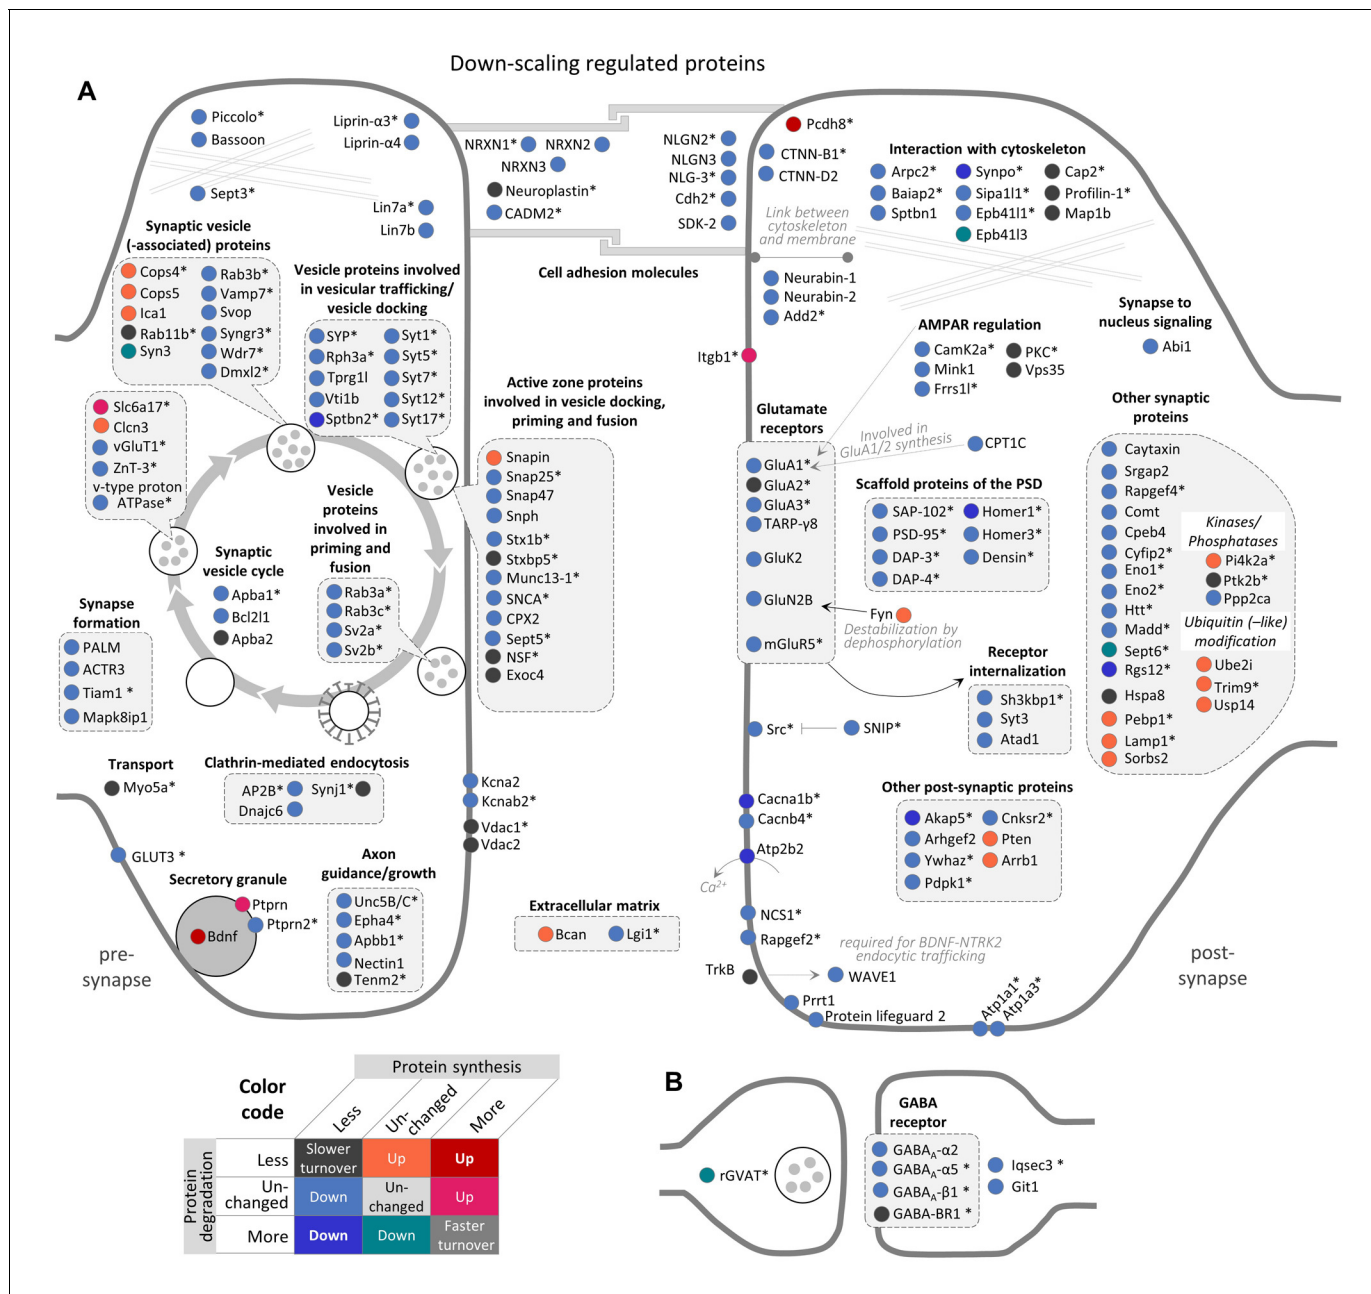 Down-scaling regulated proteins
A
Piccolo*
Bassoon
Sept3*
Liprin-α3*
Liprin-α4
Lin7a*
Lin7b
NRXN1*
NRXN2
NRXN3
Neuroplastin*
CADM2*
NLGN2*
NLGN3
NLG-3*
Cdh2*
SDK-2
Cell adhesion molecules
Pcdh8*
CTNN-B1*
CTNN-D2
Link between
cytoskeleton
and membrane
Neurabin-1
Neurabin-2
Add2*
Itgb1*
Interaction with cytoskeleton
Arpc2*
Baiap2*
Sptbn1
Synpo*
Sipa1l1*
Epb41l1*
Epb41l3
Cap2*
Profilin-1*
Map1b
Synaptic vesicle
(-associated) proteins
Cops4*
Cops5
Ica1
Rab11b*
Syn3
Rab3b*
Vamp7*
Svop
Syngr3*
Wdr7*
Dmxl2*
Vesicle proteins involved
in vesicular trafficking/
vesicle docking
SYP*
Rph3a*
Tprg1l
Vti1b
Sptbn2*
Syt1*
Syt5*
Syt7*
Syt12*
Syt17*
Slc6a17*
Clcn3
vGluT1*
ZnT-3*
v-type proton
ATPase*
Active zone proteins
involved in vesicle docking,
priming and fusion
Snapin
Snap25*
Snap47
Snph
Stx1b*
Stxbp5*
Munc13-1*
SNCA*
CPX2
Sept5*
NSF*
Exoc4
Vesicle
proteins
involved in
priming and
fusion
Rab3a*
Rab3c*
Sv2a*
Sv2b*
Synaptic
vesicle cycle
Apba1*
Bcl2l1
Apba2
Synapse
formation
PALM
ACTR3
Tiam1 *
Mapk8ip1
Transport
Myo5a*
Clathrin-mediated endocytosis
AP2B*
Dnajc6
Synj1*
Kcna2
Kcnab2*
Vdac1*
Vdac2
GLUT3 *
Secretory granule
Ptprn
Ptprn2*
Bdnf
Axon
guidance/growth
Unc5B/C*
Epha4*
Apbb1*
Nectin1
Tenm2*
pre-
synapse
Extracellular matrix
Bcan
Lgi1*
AMPAR regulation
CamK2a*
Mink1
Frrs1l*
PKC*
Vps35
Synapse to
nucleus signaling
Abi1
Glutamate
receptors
GluA1*
GluA2*
GluA3*
TARP-γ8
GluK2
GluN2B
mGluR5*
Involved in
GluA1/2 synthesis
CPT1C
Scaffold proteins of the PSD
SAP-102*
PSD-95*
DAP-3*
DAP-4*
Homer1*
Homer3*
Densin*
Fyn
Destabilization by
dephosphorylation
Receptor
internalization
Sh3kbp1*
Syt3
Atad1
Src*
SNIP*
Other synaptic
proteins
Caytaxin
Srgap2
Rapgef4*
Comt
Cpeb4
Cyfip2*
Eno1*
Eno2*
Htt*
Madd*
Sept6*
Rgs12*
Hspa8
Pebp1*
Lamp1*
Sorbs2
Kinases/
Phosphatases
Pi4k2a*
Ptk2b*
Ppp2ca
Ubiquitin (–like)
modification
Ube2i
Trim9*
Usp14
Cacna1b*
Cacnb4*
Atp2b2
Ca²⁺
NCS1*
Rapgef2*
TrkB
required for BDNF-NTRK2
endocytic trafficking
WAVE1
Prrt1
Protein lifeguard 2
Atp1a1*
Atp1a3*
Other post-synaptic proteins
Akap5*
Arhgef2
Ywhaz*
Pdpk1*
Cnksr2*
Pten
Arrb1
post-
synapse
Color
code
Protein synthesis
Less
Un-
changed
More
Protein
degradation
Less
Slower
turnover
Up
Up
Un-
changed
Down
Un-
changed
Up
More
Down
Down
Faster
turnover
B
rGVAT*
GABA
receptor
GABA_A-α2
GABA_A-α5 *
GABA_A-β1 *
GABA-BR1 *
Iqsec3 *
Git1